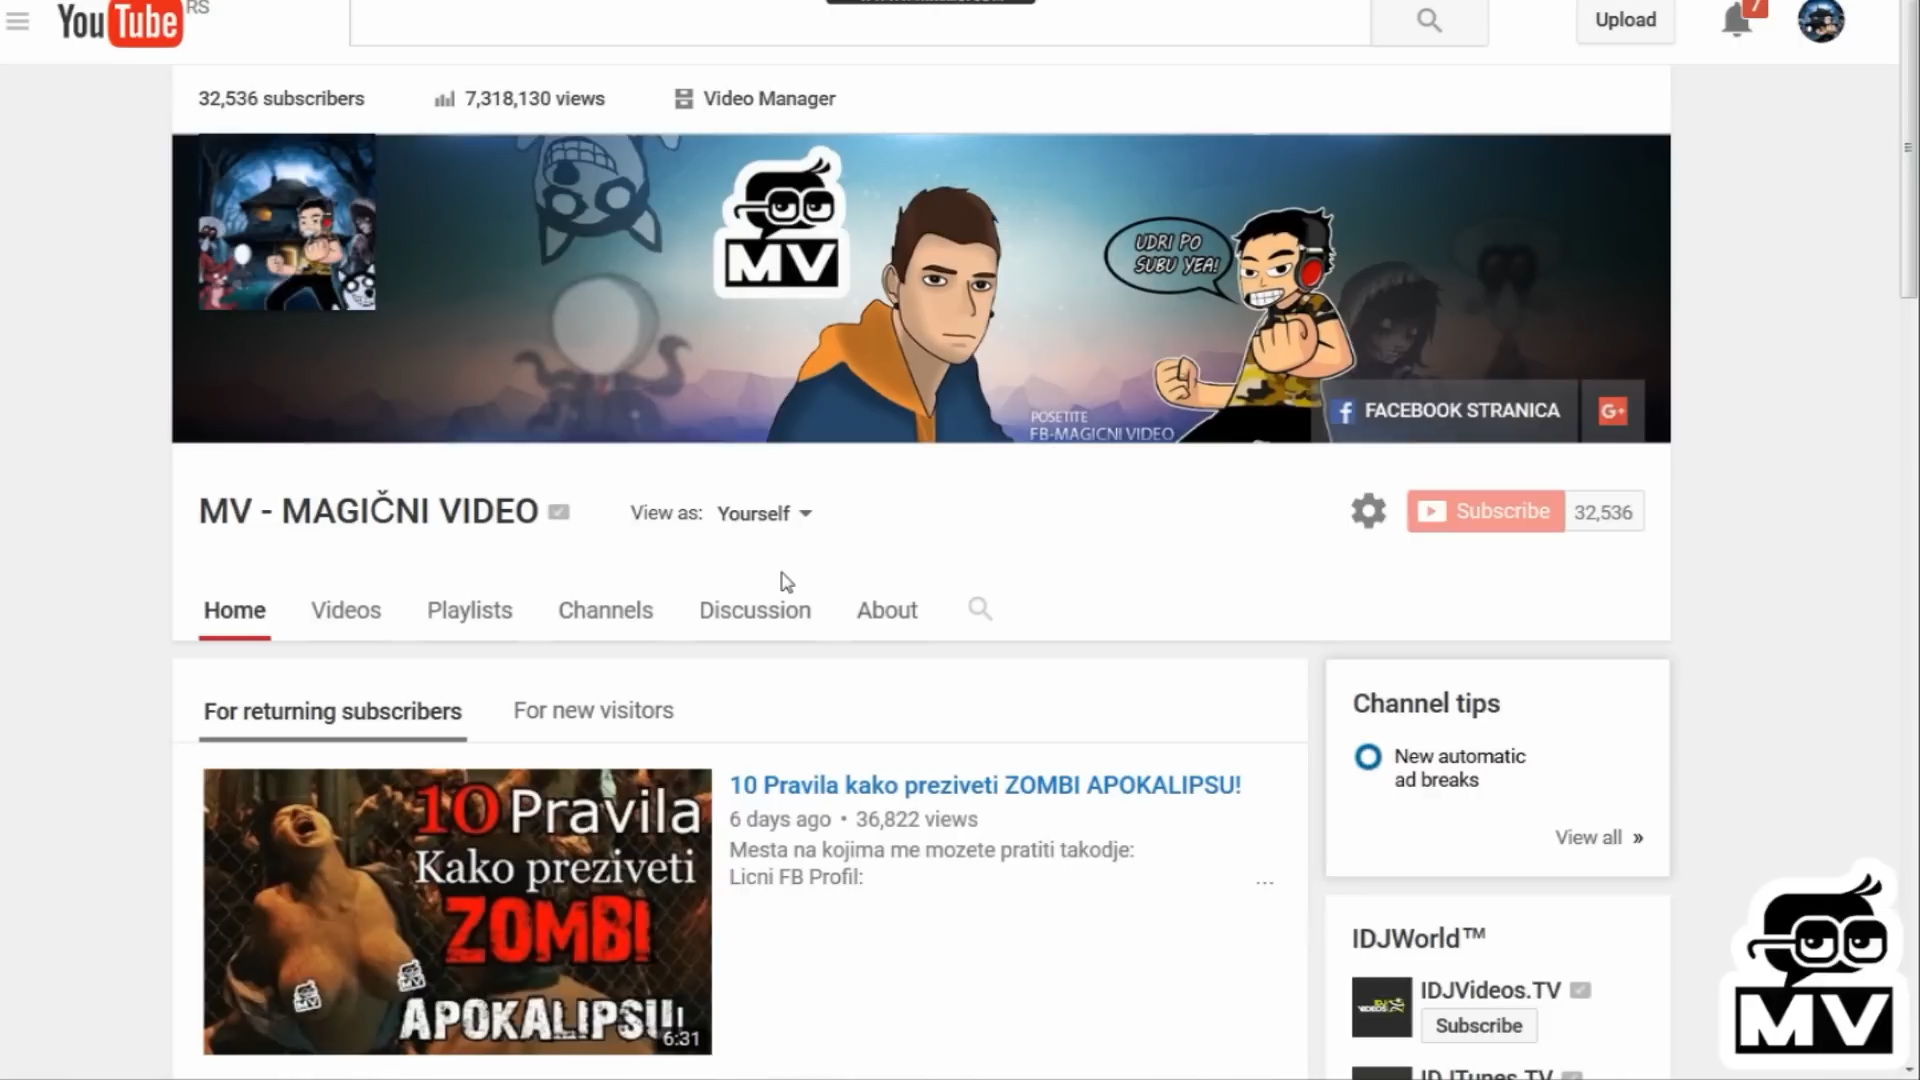 YouTube RS
Upload
7
32,536 subscribers
7,318,130 views
Video Manager
MV
UDRI PO
SUBU YEA!
POSETITE
FB-MAGICNI VIDEO
FACEBOOK STRANICA
G+
MV - MAGIČNI VIDEO
View as: Yourself
Subscribe 32,536
Home Videos Playlists Channels Discussion About
For returning subscribers
For new visitors
10 Pravila
Kako preziveti
ZOMBI
APOKALIPSU!
6:31
10 Pravila kako preziveti ZOMBI APOKALIPSU!
6 days ago • 36,822 views
Mesta na kojima me mozete pratiti takodje:
Licni FB Profil:
...
Channel tips
New automatic
ad breaks
View all »
IDJWorld™
IDJVideos.TV
Subscribe
IDJTunes.TV
MV